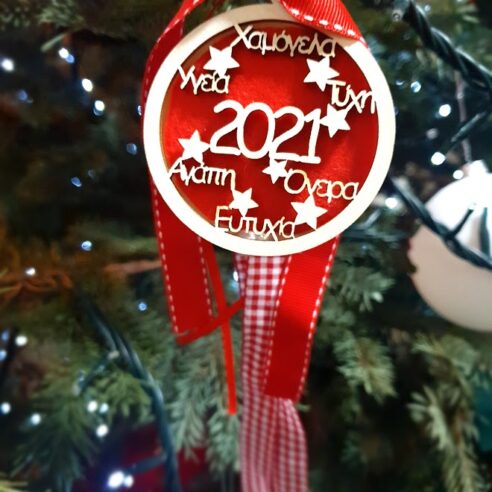 Χαμόγελα
Υγεία
Τύχη
2021
Αγάπη
Όνειρα
Ευτυχία